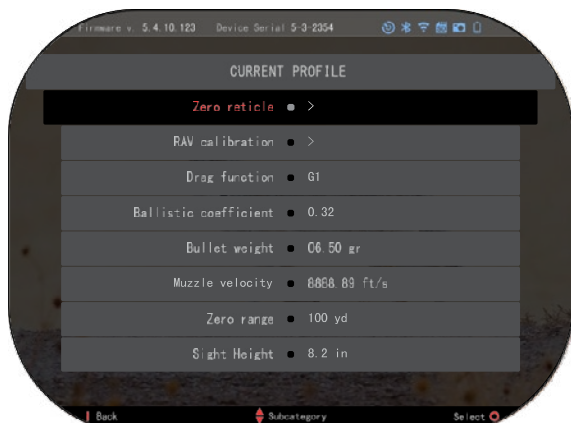 Firmware v. 5.4.10.123 Device Serial 5-3-2354
CURRENT PROFILE
Zero reticle >
RAV calibration >
Drag function G1
Ballistic coefficient 0.32
Bullet weight 06.50 gr
Muzzle velocity 8888.89 ft/s
Zero range 100 yd
Sight Height 8.2 in
Back Subcategory Select